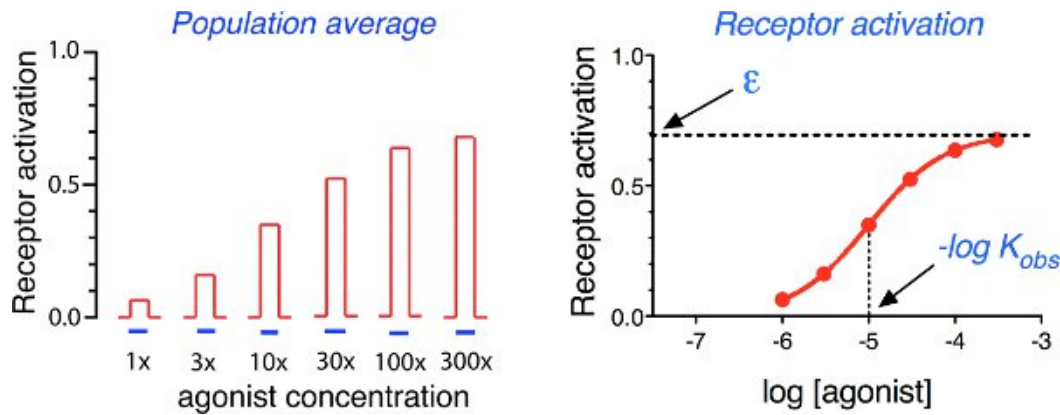 Population average
Receptor activation
1.0
0.5
0.0
1x 3x 10x 30x 100x 300x
agonist concentration
Receptor activation
Receptor activation
1.0
0.5
0.0
ε
-log Kobs
-7 -6 -5 -4 -3
log [agonist]